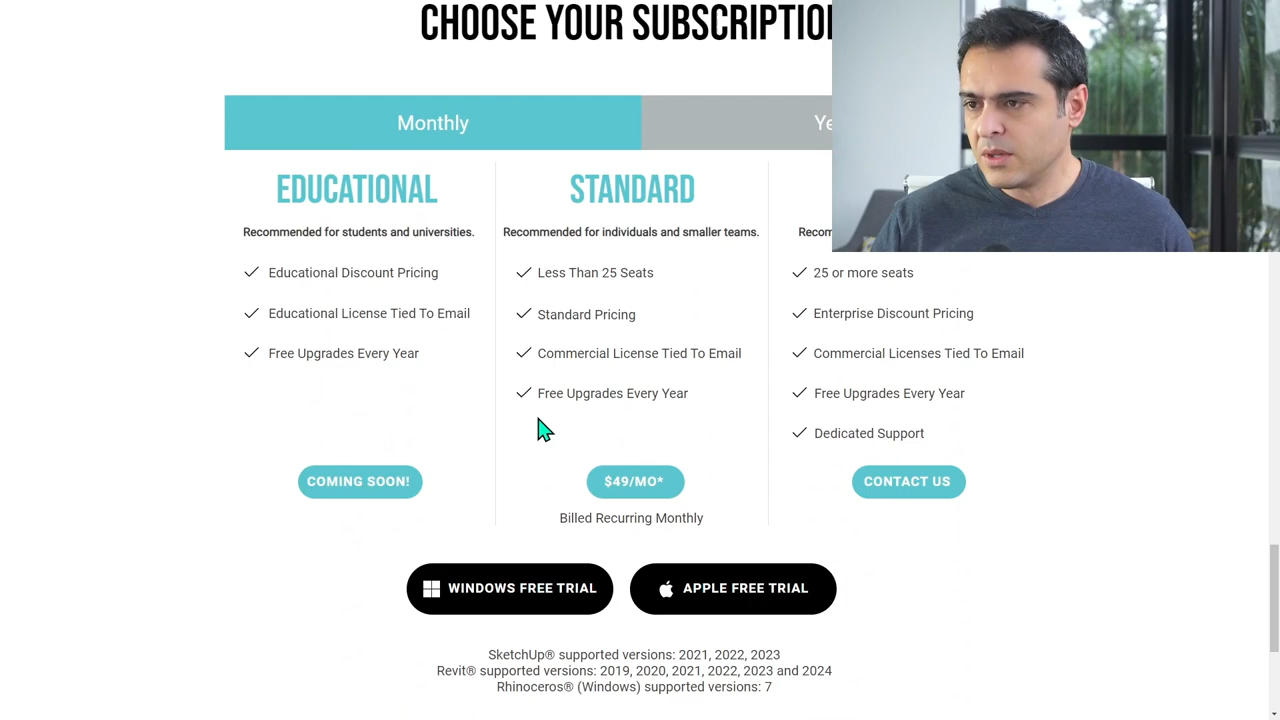 CHOOSE YOUR SUBSCRIPTION
Monthly
Ye
EDUCATIONAL
Recommended for students and universities.
Educational Discount Pricing
Educational License Tied To Email
Free Upgrades Every Year
COMING SOON!
STANDARD
Recommended for individuals and smaller teams.
Less Than 25 Seats
Standard Pricing
Commercial License Tied To Email
Free Upgrades Every Year
$49/MO*
Billed Recurring Monthly
Recom
25 or more seats
Enterprise Discount Pricing
Commercial Licenses Tied To Email
Free Upgrades Every Year
Dedicated Support
CONTACT US
WINDOWS FREE TRIAL
APPLE FREE TRIAL
SketchUp® supported versions: 2021, 2022, 2023
Revit® supported versions: 2019, 2020, 2021, 2022, 2023 and 2024
Rhinoceros® (Windows) supported versions: 7